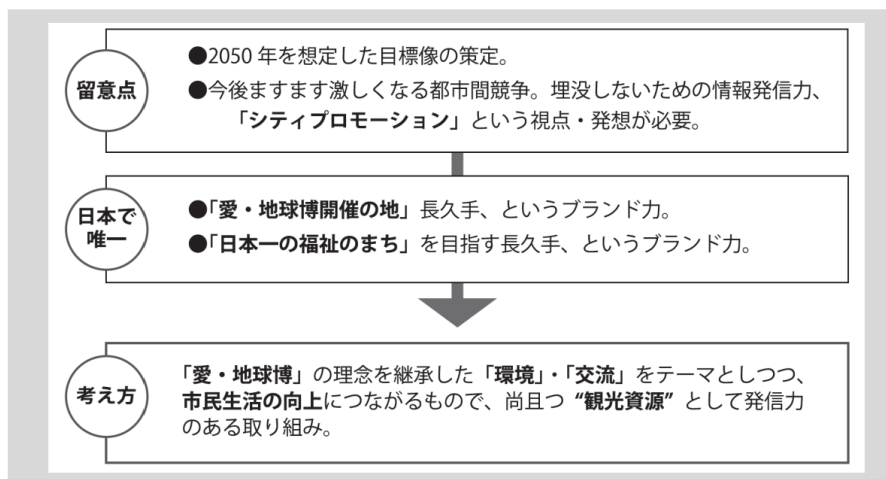 留意点
●2050 年を想定した目標像の策定。
●今後ますます激しくなる都市間競争。埋没しないための情報発信力、
「シティプロモーション」という視点・発想が必要。
日本で
唯一
●「愛・地球博開催の地」長久手、というブランド力。
●「日本一の福祉のまち」を目指す長久手、というブランド力。
考え方
「愛・地球博」の理念を継承した「環境」・「交流」をテーマとしつつ、
市民生活の向上につながるもので、尚且つ “観光資源” として発信力
のある取り組み。